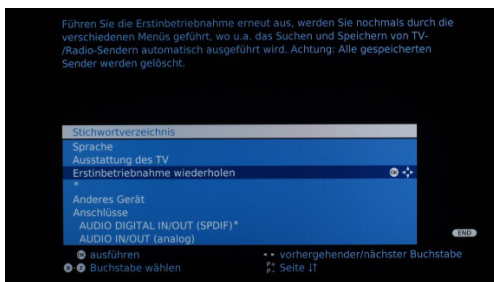 Führen Sie die Erstinbetriebnahme erneut aus, werden Sie nochmals durch die
verschiedenen Menüs geführt, wo u.a. das Suchen und Speichern von TV-
/Radio-Sendern automatisch ausgeführt wird. Achtung: Alle gespeicherten
Sender werden gelöscht.
Stichwortverzeichnis
Sprache
Ausstattung des TV
Erstinbetriebnahme wiederholen OK
*
Anderes Gerät
Anschlüsse
AUDIO DIGITAL IN/OUT (SPDIF)*
AUDIO IN/OUT (analog)
END
OK ausführen
vorhergehender/nächster Buchstabe
Buchstabe wählen
P+ P- Seite ↓↑